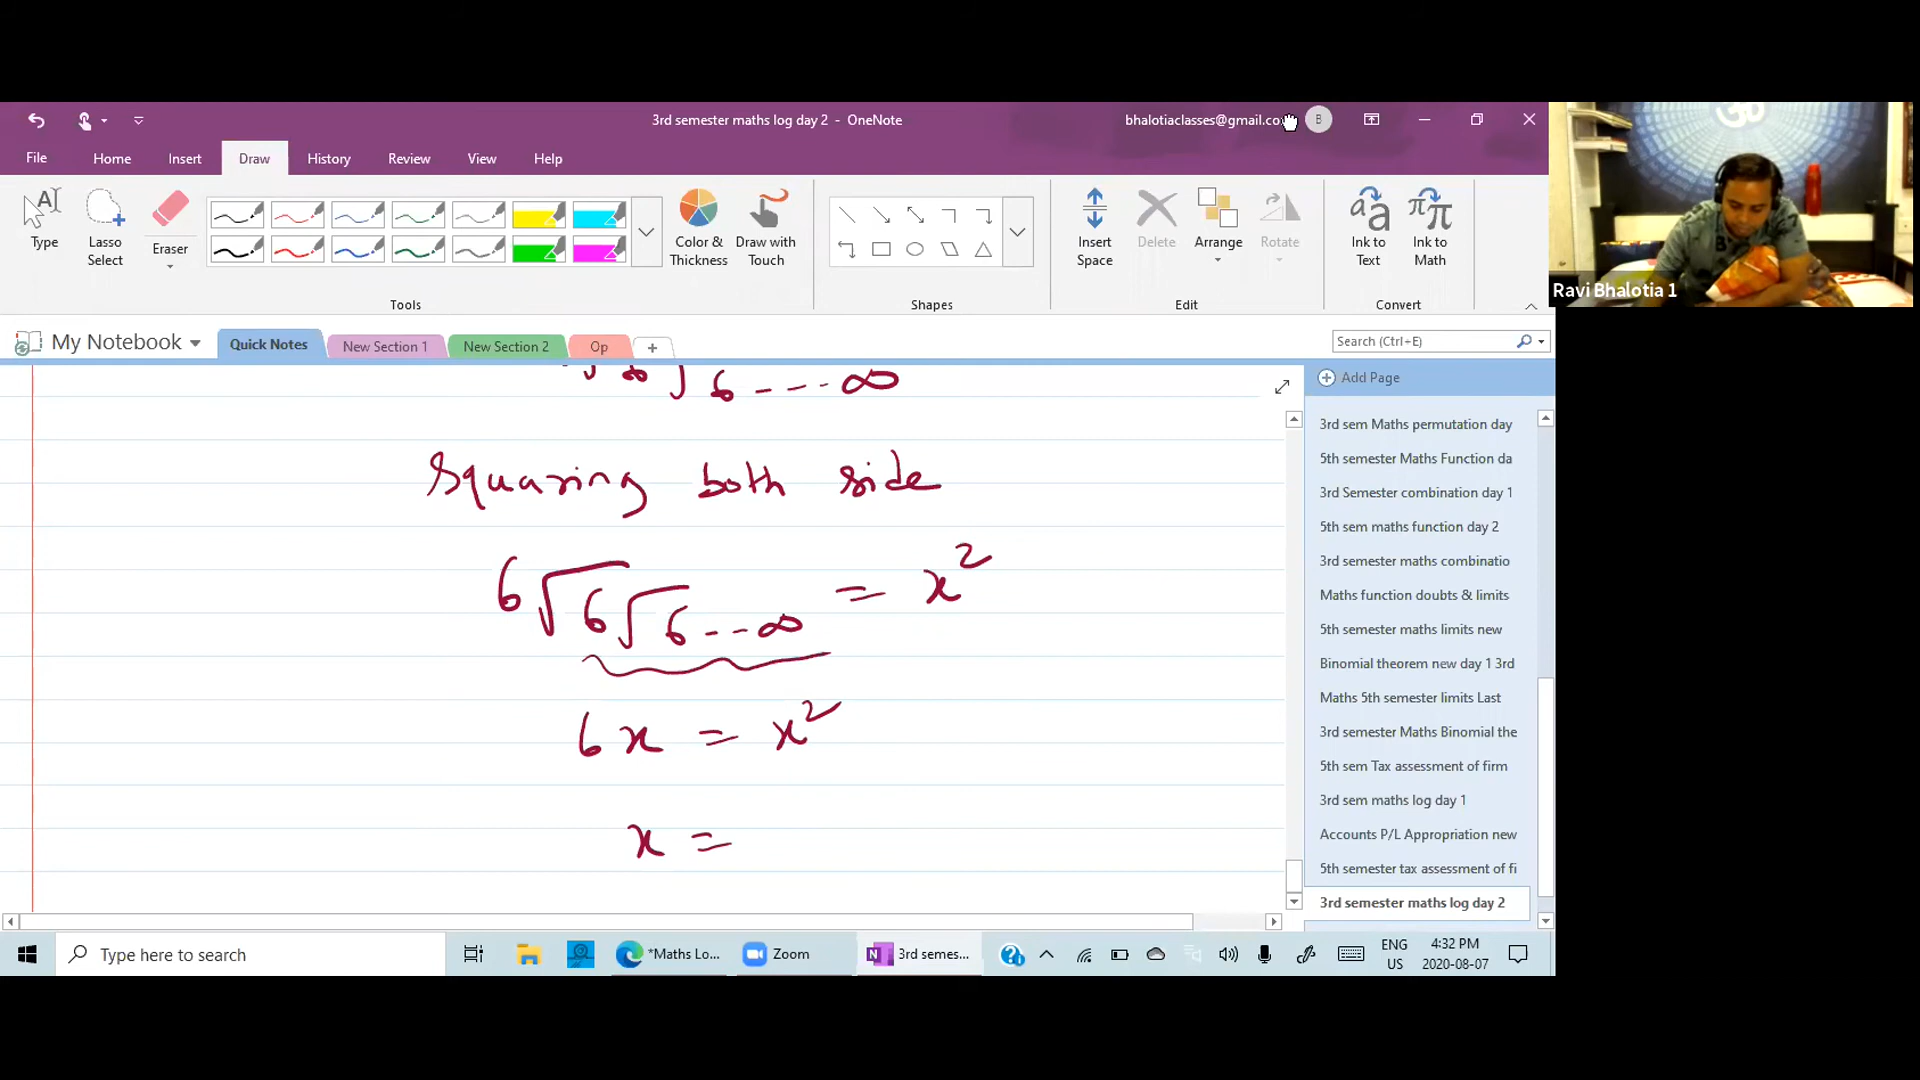 3rd semester maths log day 2 - OneNote
bhalotiaclasses@gmail.co
B
File
Home
Insert
Draw
History
Review
View
Help
Type
Lasso Select
Eraser
Color & Thickness
Draw with Touch
Insert Space
Delete
Arrange
Rotate
Ink to Text
Ink to Math
Tools
Shapes
Edit
Convert
Ravi Bhalotia 1
My Notebook
Quick Notes
New Section 1
New Section 2
Op
Search (Ctrl+E)
Add Page
3rd sem Maths permutation day
5th semester Maths Function da
3rd Semester combination day 1
5th sem maths function day 2
3rd semester maths combinatio
Maths function doubts & limits
5th semester maths limits new
Binomial theorem new day 1 3rd
Maths 5th semester limits Last
3rd semester Maths Binomial the
5th sem Tax assessment of firm
3rd sem maths log day 1
Accounts P/L Appropriation new
5th semester tax assessment of fi
3rd semester maths log day 2
√6 --- ∞
Squaring both side
6√6√6 -- ∞ = x²
6x = x²
x =
Type here to search
*Maths Lo...
Zoom
3rd semes...
ENG
US
4:32 PM
2020-08-07